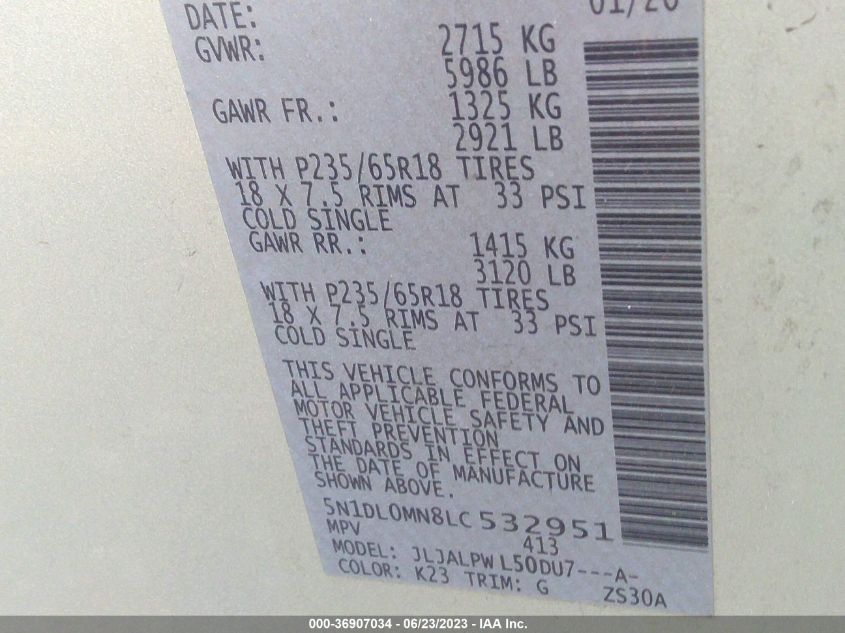 DATE: 01/20
GVWR: 2715 KG
5986 LB
GAWR FR.: 1325 KG
2921 LB
WITH P235/65R18 TIRES
18 X 7.5 RIMS AT 33 PSI
COLD SINGLE
GAWR RR.: 1415 KG
3120 LB
WITH P235/65R18 TIRES
18 X 7.5 RIMS AT 33 PSI
COLD SINGLE
THIS VEHICLE CONFORMS TO
ALL APPLICABLE FEDERAL
MOTOR VEHICLE SAFETY AND
THEFT PREVENTION
STANDARDS IN EFFECT ON
THE DATE OF MANUFACTURE
SHOWN ABOVE.
5N1DL0MN8LC532951
MPV 413
MODEL: JLJALPWL50DU7---A-
COLOR: K23 TRIM: G ZS30A
000-36907034 - 06/23/2023 - IAA Inc.